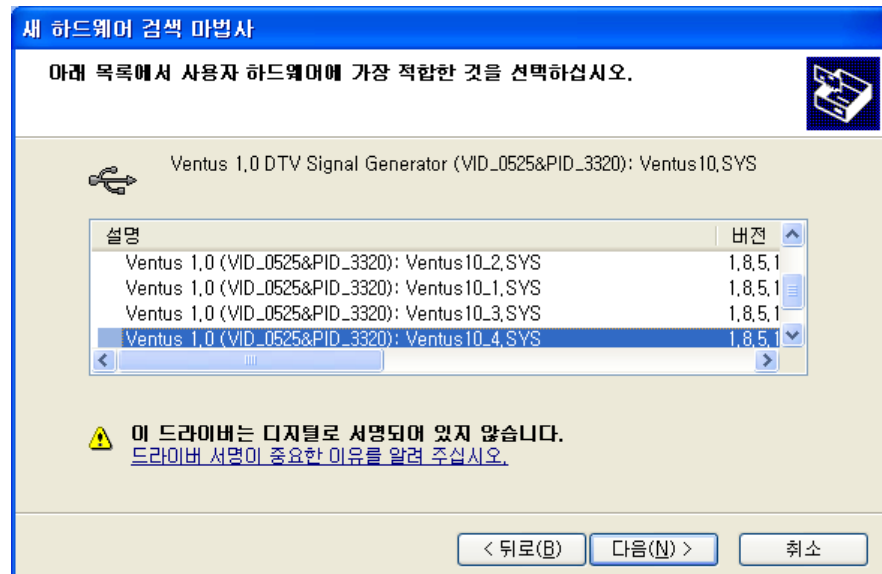 새 하드웨어 검색 마법사
아래 목록에서 사용자 하드웨어에 가장 적합한 것을 선택하십시오.
Ventus 1,0 DTV Signal Generator (VID_0525&PID_3320): Ventus10,SYS
설명 버전
Ventus 1,0 (VID_0525&PID_3320): Ventus10_2,SYS 1,8,5,1
Ventus 1,0 (VID_0525&PID_3320): Ventus10_1,SYS 1,8,5,1
Ventus 1,0 (VID_0525&PID_3320): Ventus10_3,SYS 1,8,5,1
Ventus 1,0 (VID_0525&PID_3320): Ventus10_4,SYS 1,8,5,1
이 드라이버는 디지털로 서명되어 있지 않습니다.
드라이버 서명이 중요한 이유를 알려 주십시오.
< 뒤로(B) 다음(N) > 취소